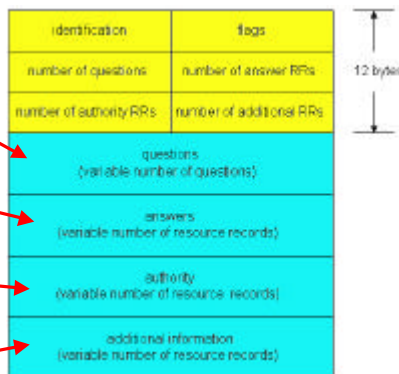 identification flags
number of questions number of answer RRs 12 bytes
number of authority RRs number of additional RRs
questions
(variable number of questions)
answers
(variable number of resource records)
authority
(variable number of resource records)
additional information
(variable number of resource records)